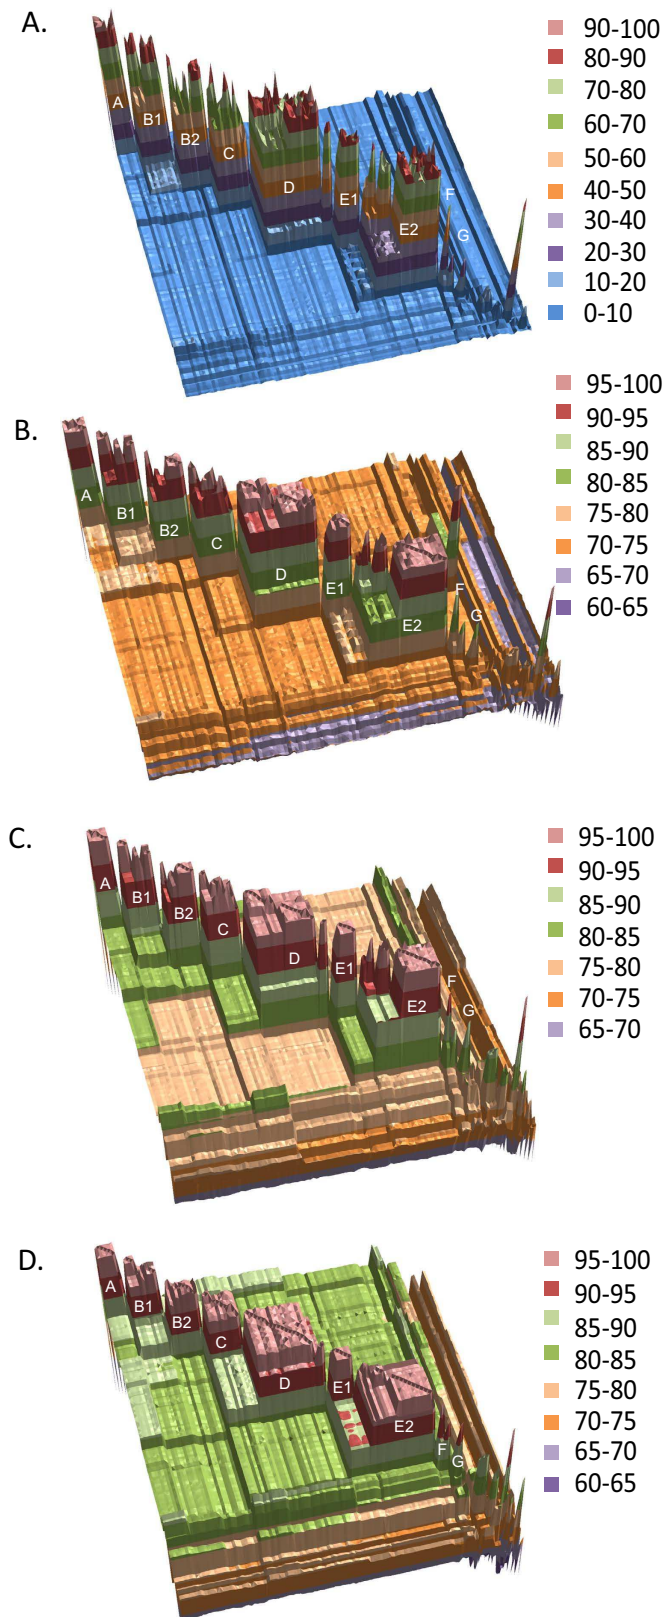 A.
90-100
80-90
70-80
60-70
50-60
40-50
30-40
20-30
10-20
0-10
A
B1
B2
C
D
E1
E2
F
G
B.
95-100
90-95
85-90
80-85
75-80
70-75
65-70
60-65
A
B1
B2
C
D
E1
E2
F
G
C.
95-100
90-95
85-90
80-85
75-80
70-75
65-70
A
B1
B2
C
D
E1
E2
F
G
D.
95-100
90-95
85-90
80-85
75-80
70-75
65-70
60-65
A
B1
B2
C
D
E1
E2
F
G